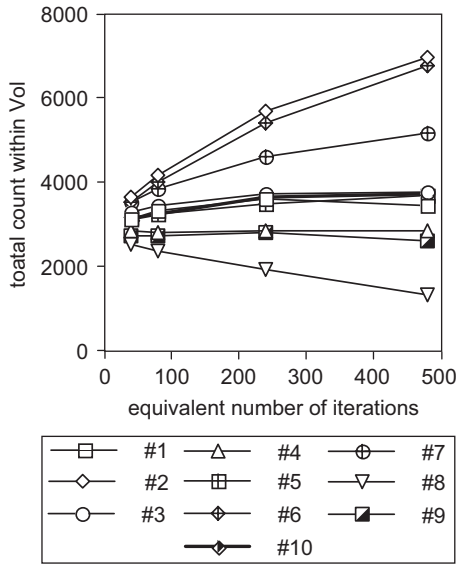 8000
6000
4000
2000
0
toatal count within Vol
0 100 200 300 400 500
equivalent number of iterations
#1 #4 #7
#2 #5 #8
#3 #6 #9
#10